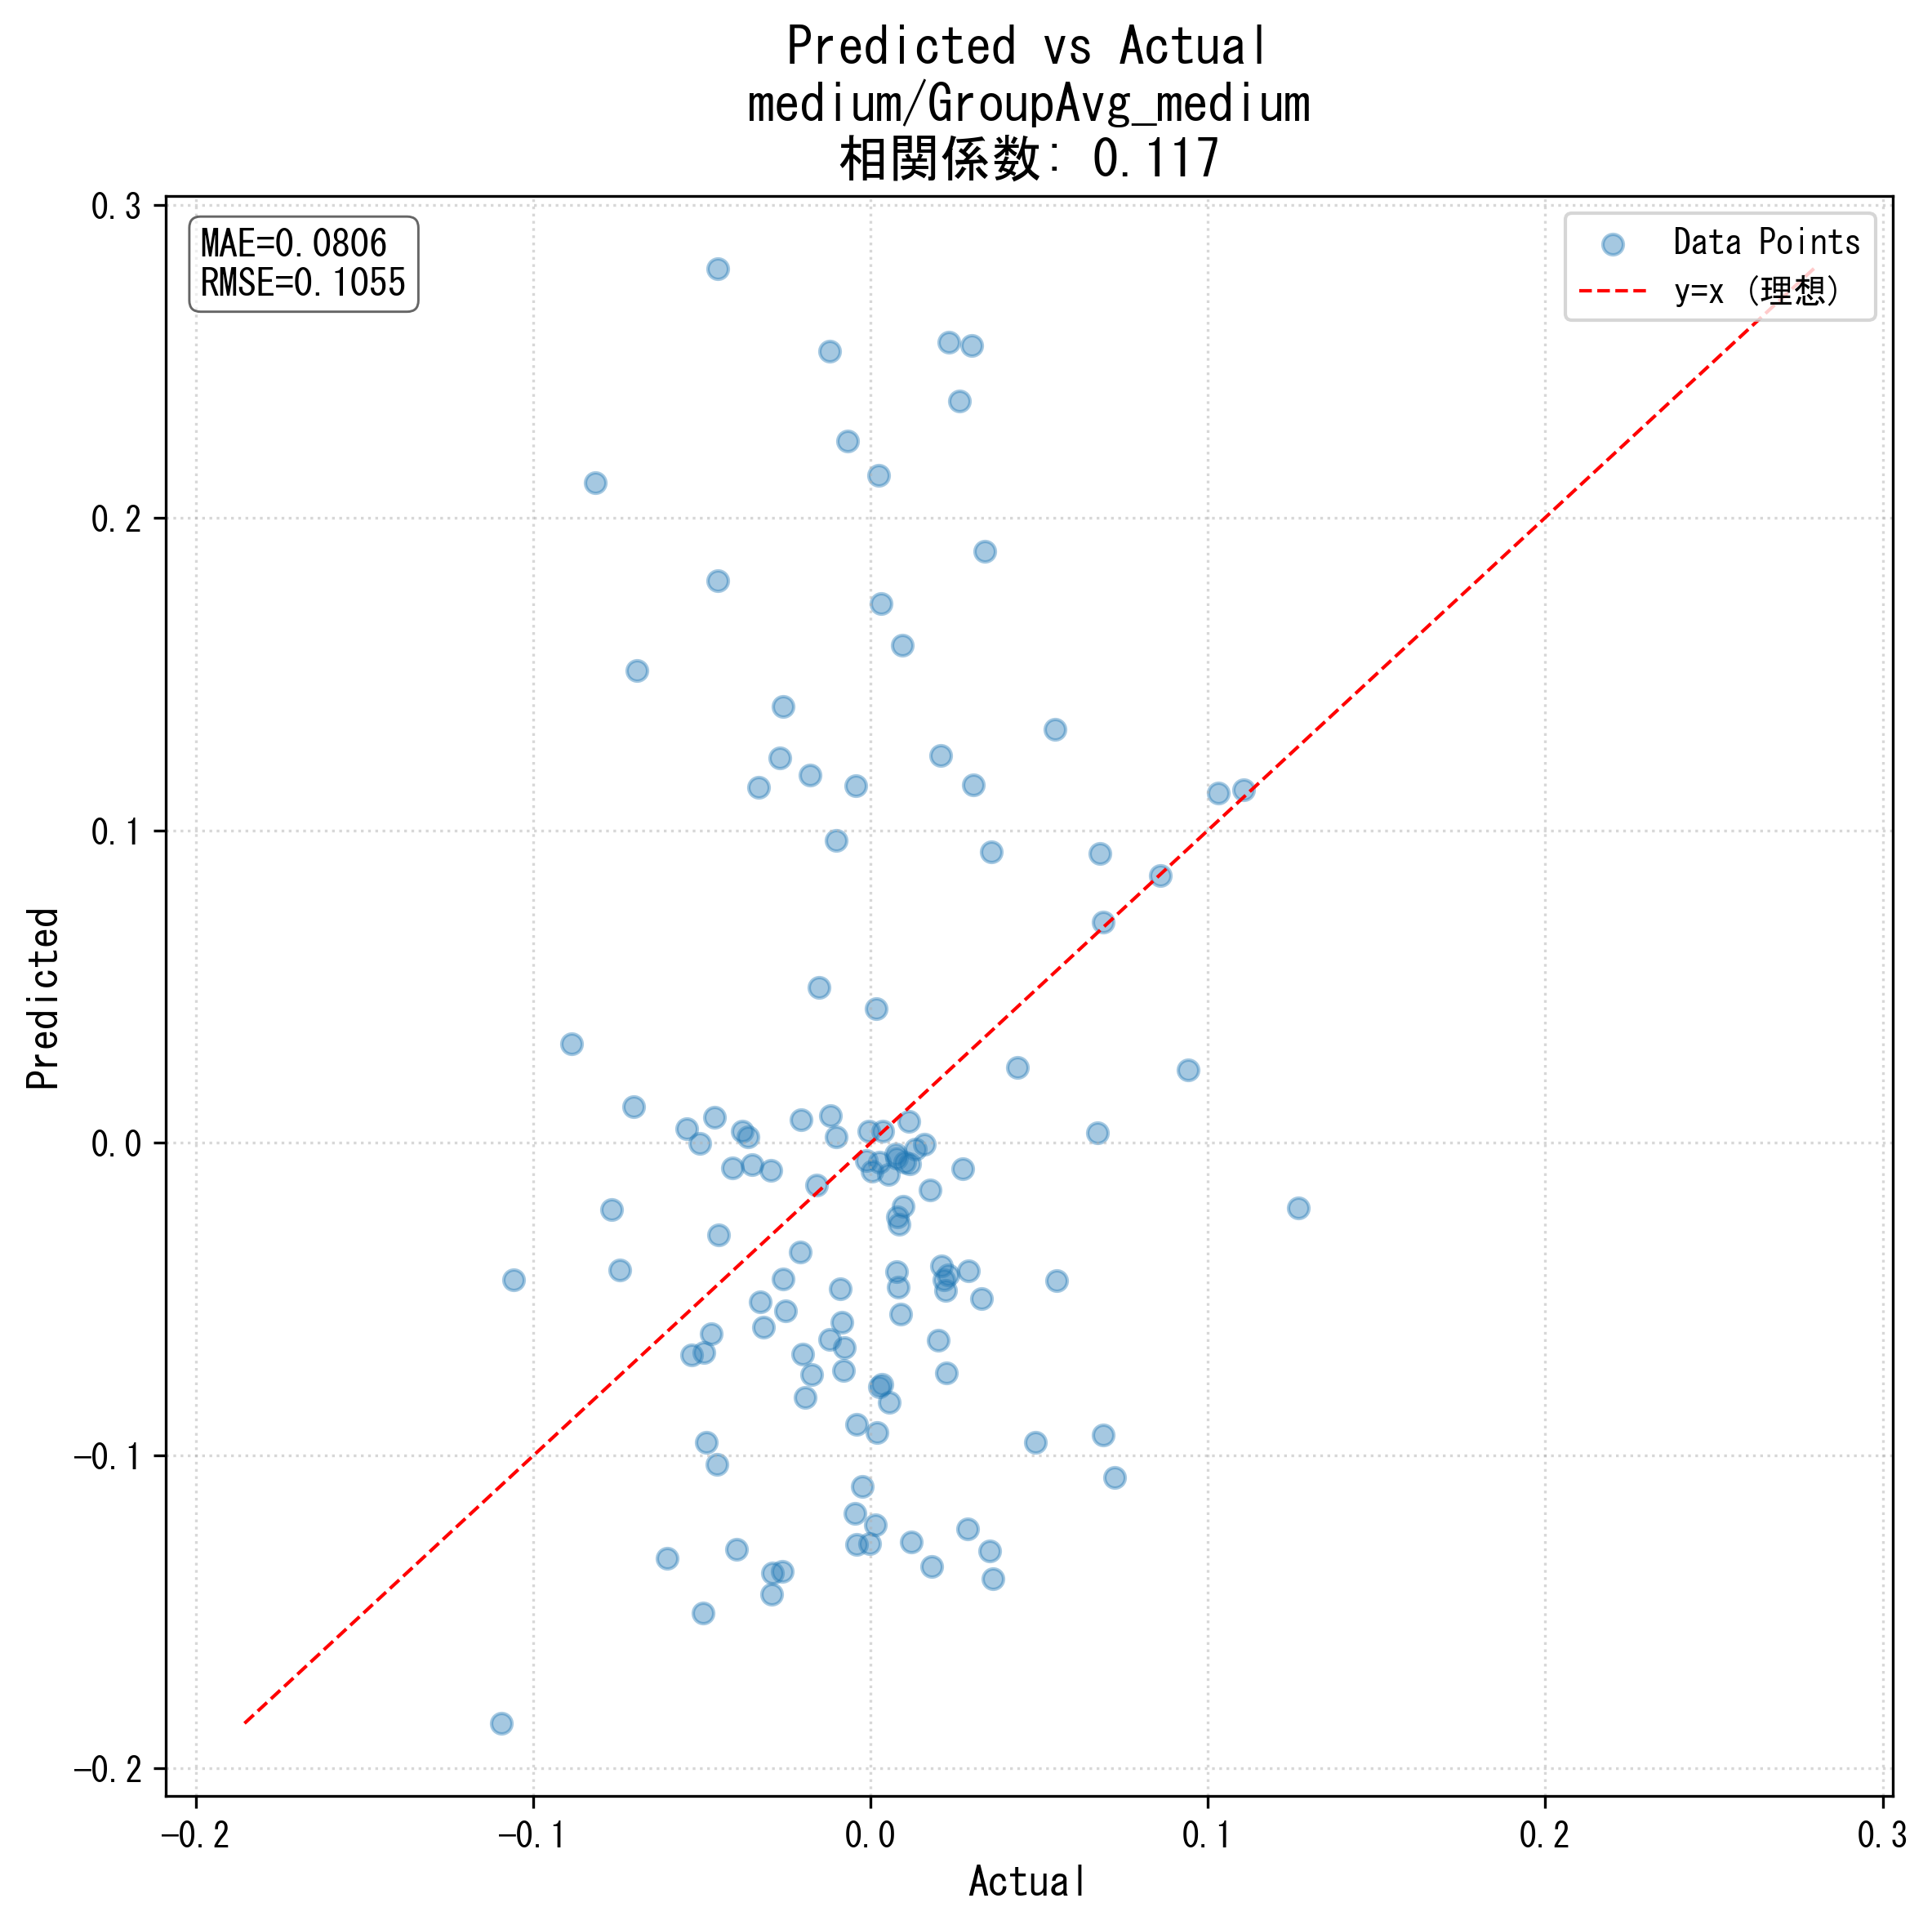 Predicted vs Actual
medium/GroupAvg_medium
相関係数: 0.117
MAE=0.0806
RMSE=0.1055
Data Points
y=x (理想)
0.3
0.2
0.1
0.0
−0.1
−0.2
Predicted
−0.2
−0.1
0.0
0.1
0.2
0.3
Actual